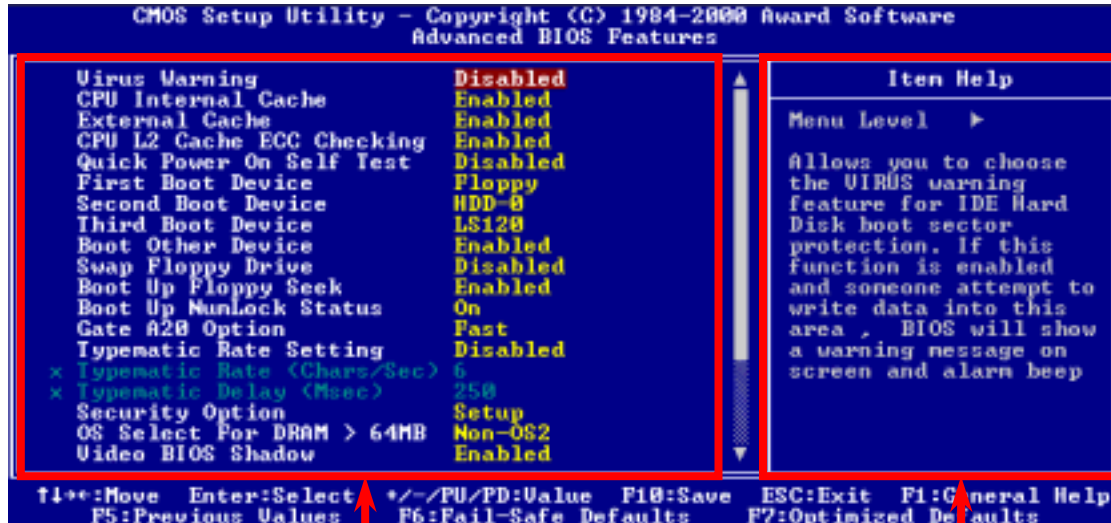 CMOS Setup Utility - Copyright (C) 1984-2000 Award Software
Advanced BIOS Features
Virus Warning Disabled
CPU Internal Cache Enabled
External Cache Enabled
CPU L2 Cache ECC Checking Enabled
Quick Power On Self Test Disabled
First Boot Device Floppy
Second Boot Device HDD-0
Third Boot Device LS120
Boot Other Device Enabled
Swap Floppy Drive Disabled
Boot Up Floppy Seek Enabled
Boot Up NumLock Status On
Gate A20 Option Fast
Typematic Rate Setting Disabled
x Typematic Rate (Chars/Sec) 6
x Typematic Delay (Msec) 250
Security Option Setup
OS Select For DRAM > 64MB Non-OS2
Video BIOS Shadow Enabled
Item Help
Menu Level ►
Allows you to choose
the VIRUS warning
feature for IDE Hard
Disk boot sector
protection. If this
function is enabled
and someone attempt to
write data into this
area , BIOS will show
a warning message on
screen and alarm beep
↑↓→←:Move Enter:Select +/-/PU/PD:Value F10:Save ESC:Exit F1:General Help
F5:Previous Values F6:Fail-Safe Defaults F7:Optimized Defaults